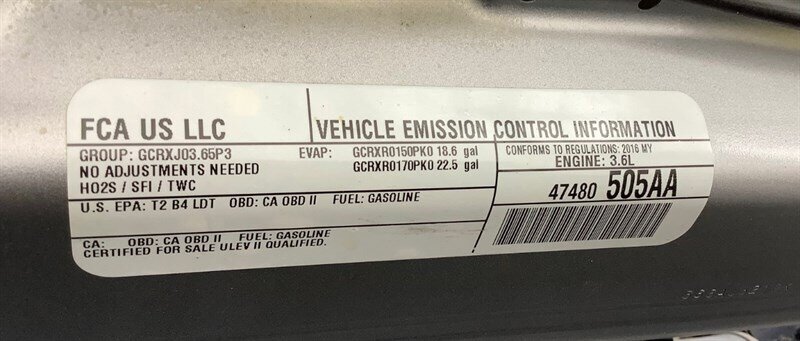 FCA US LLC
VEHICLE EMISSION CONTROL INFORMATION
GROUP: GCRXJ03.65P3
NO ADJUSTMENTS NEEDED
HO2S / SFI / TWC
EVAP: GCRXR0150PK0 18.6 gal
GCRXR0170PK0 22.5 gal
CONFORMS TO REGULATIONS: 2016 MY
ENGINE: 3.6L
U.S. EPA: T2 B4 LDT OBD: CA OBD II FUEL: GASOLINE
47480 505AA
CA: OBD: CA OBD II FUEL: GASOLINE
CERTIFIED FOR SALE ULEV II QUALIFIED.